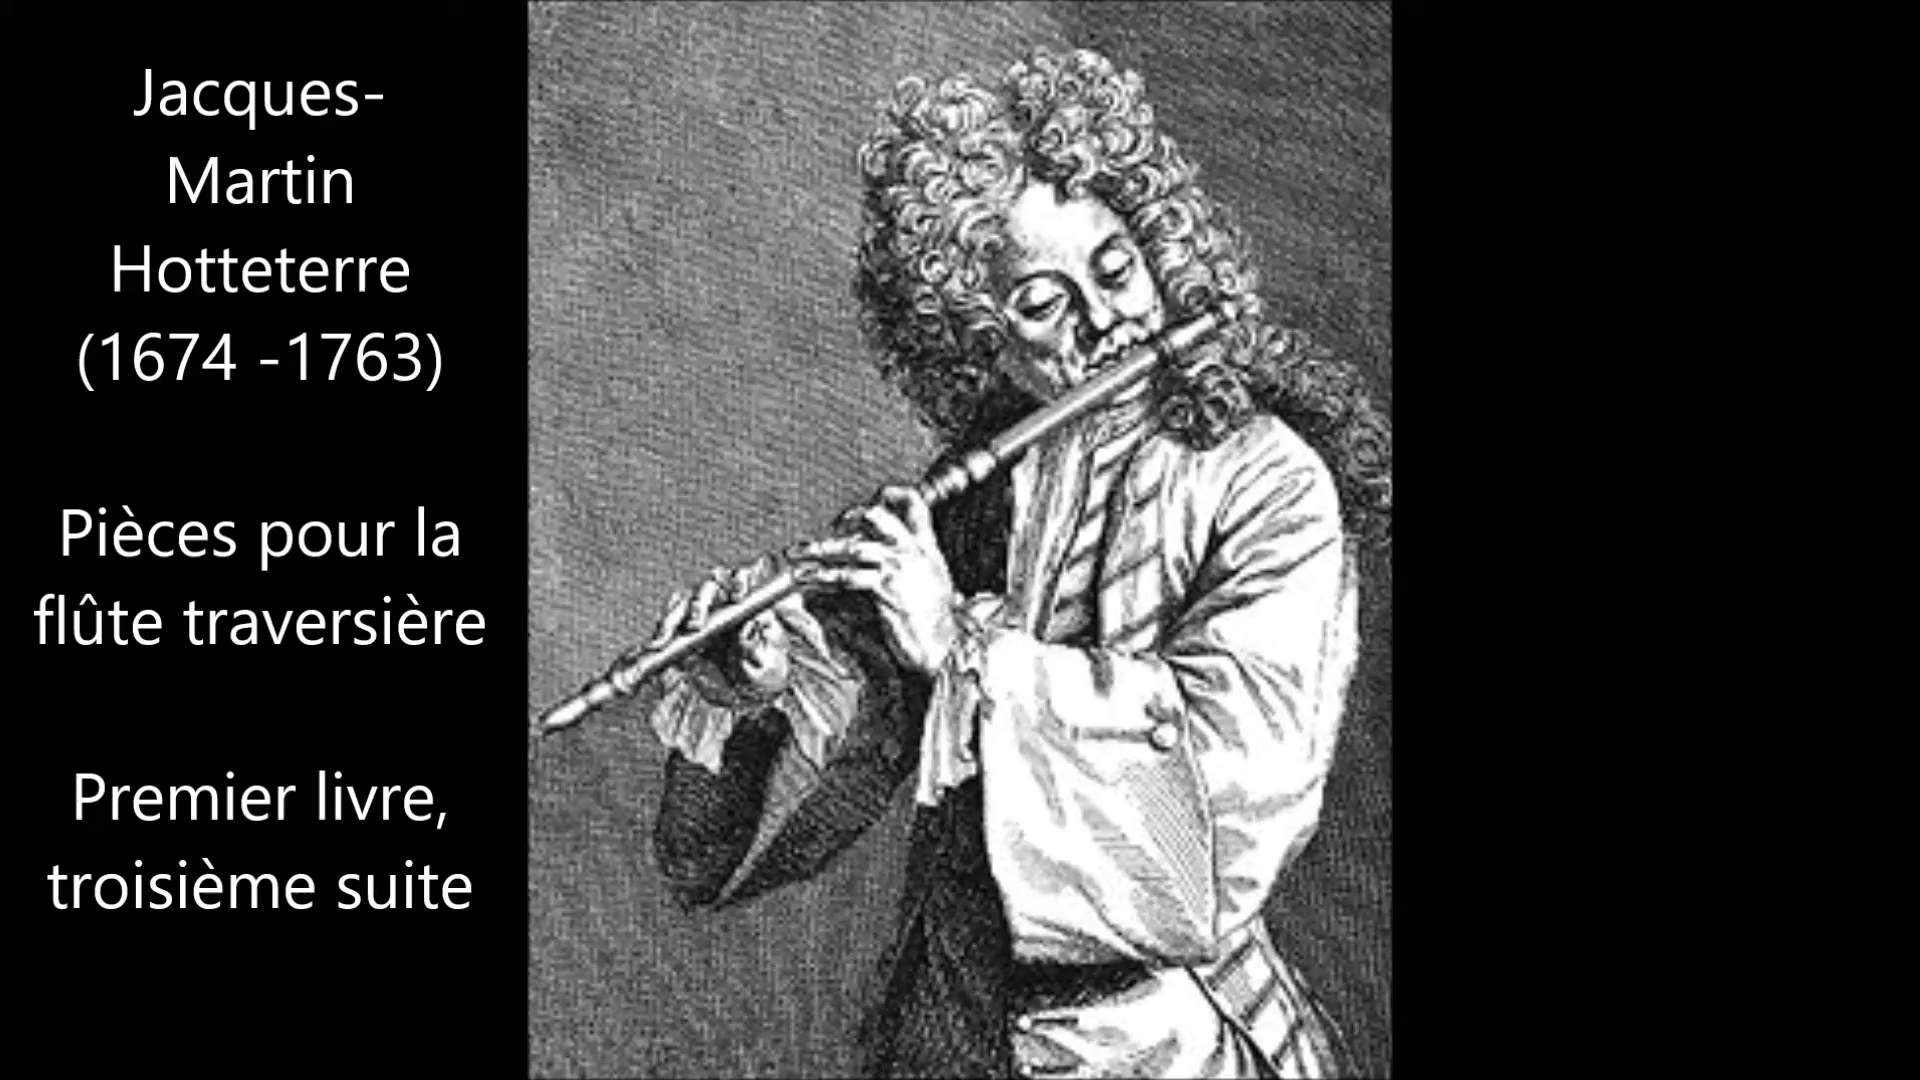 Jacques-
Martin
Hotteterre
(1674 -1763)
Pièces pour la
flûte traversière
Premier livre,
troisième suite